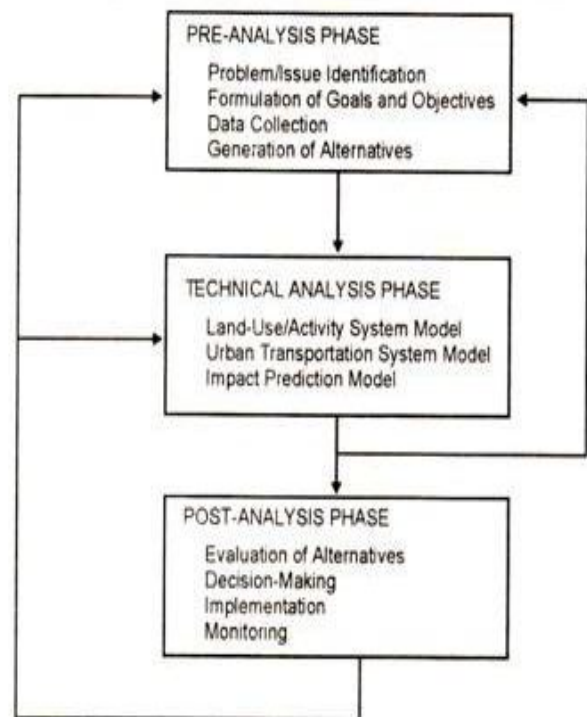 PRE-ANALYSIS PHASE
Problem/Issue Identification
Formulation of Goals and Objectives
Data Collection
Generation of Alternatives
TECHNICAL ANALYSIS PHASE
Land-Use/Activity System Model
Urban Transportation System Model
Impact Prediction Model
POST-ANALYSIS PHASE
Evaluation of Alternatives
Decision-Making
Implementation
Monitoring